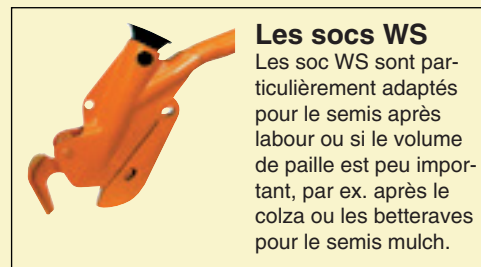 Les socs WS
Les soc WS sont par-
ticulièrement adaptés
pour le semis après
labour ou si le volume
de paille est peu impor-
tant, par ex. après le
colza ou les betteraves
pour le semis mulch.